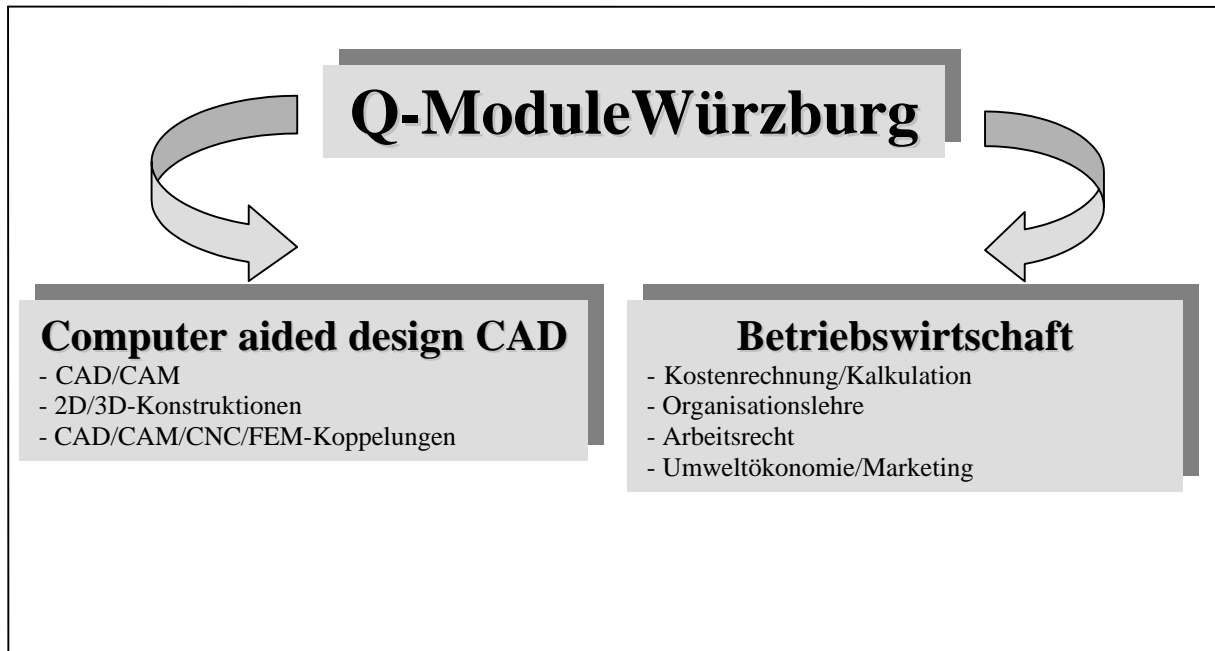 Q-ModuleWürzburg
Computer aided design CAD
- CAD/CAM
- 2D/3D-Konstruktionen
- CAD/CAM/CNC/FEM-Koppelungen
Betriebswirtschaft
- Kostenrechnung/Kalkulation
- Organisationslehre
- Arbeitsrecht
- Umweltökonomie/Marketing